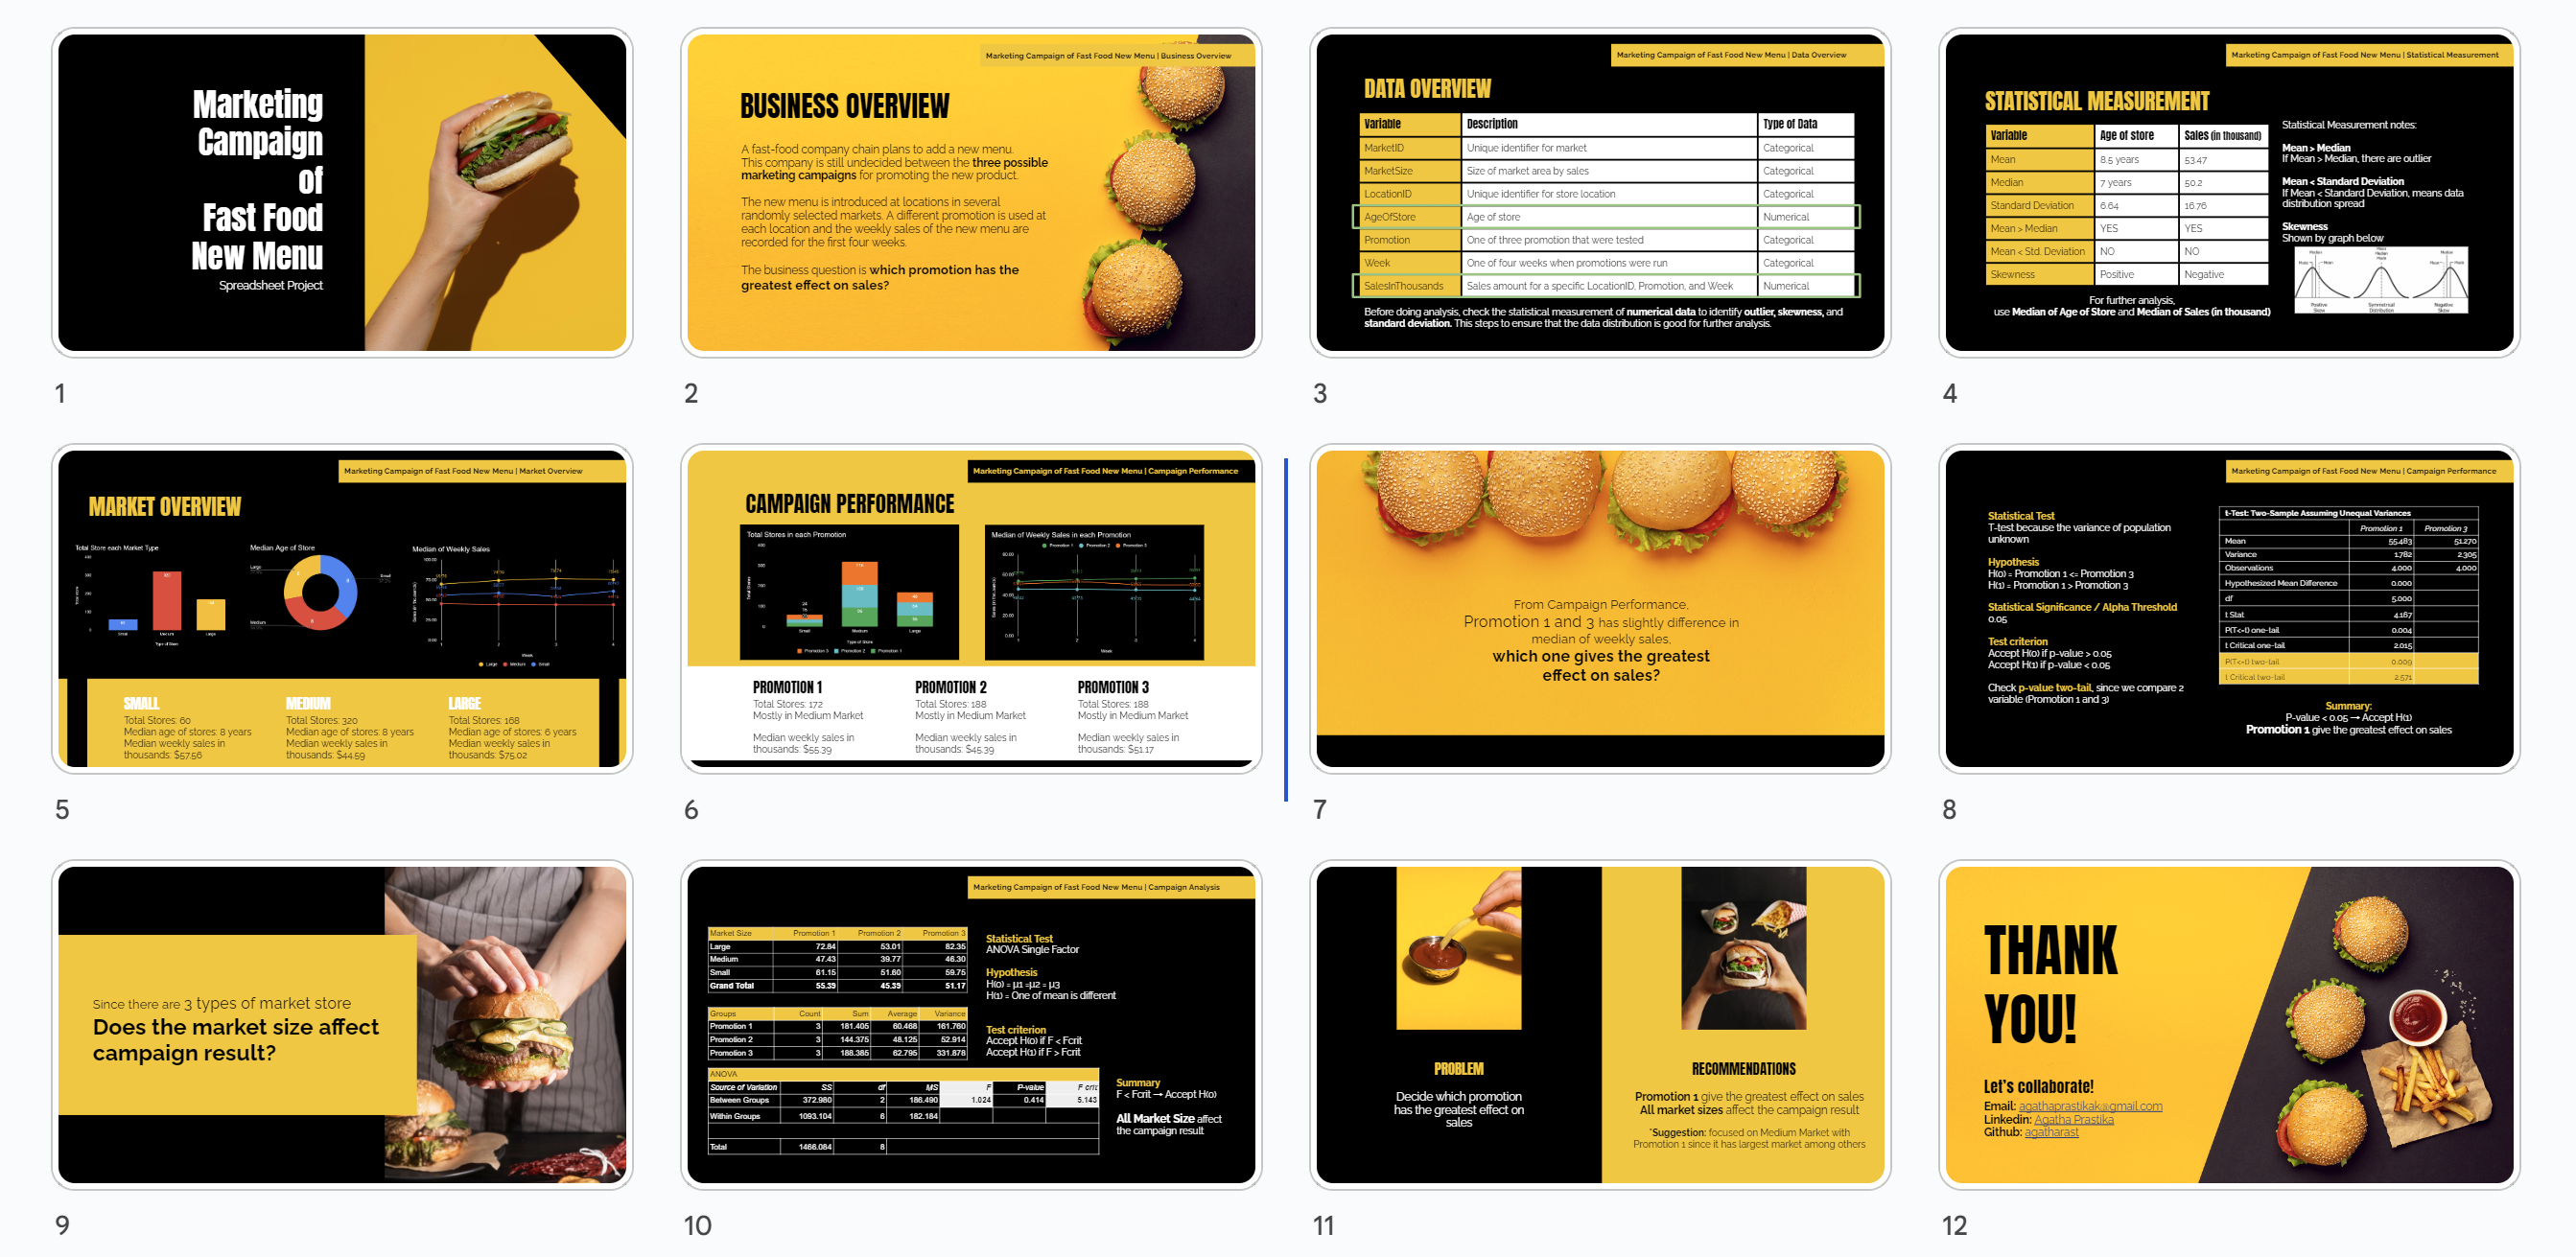 Marketing
Campaign
of
Fast Food
New Menu
Spreadsheet Project
1
Marketing Campaign of Fast Food New Menu | Business Overview
BUSINESS OVERVIEW
A fast-food company chain plans to add a new menu.
This company is still undecided between the three possible
marketing campaigns for promoting the new product.
The new menu is introduced at locations in several
randomly selected markets. A different promotion is used at
each location and the weekly sales of the new menu are
recorded for the first four weeks.
The business question is which promotion has the
greatest effect on sales?
2
Marketing Campaign of Fast Food New Menu | Data Overview
DATA OVERVIEW
Variable Description Type of Data
MarketID Unique identifier for market Categorical
MarketSize Size of market area by sales Categorical
LocationID Unique identifier for store location Categorical
AgeOfStore Age of store Numerical
Promotion One of three promotion that were tested Categorical
Week One of four weeks when promotions were run Categorical
SalesInThousands Sales amount for a specific LocationID, Promotion, and Week Numerical
Before doing analysis, check the statistical measurement of numerical data to identify outlier, skewness, and
standard deviation. This steps to ensure that the data distribution is good for further analysis.
3
Marketing Campaign of Fast Food New Menu | Statistical Measurement
STATISTICAL MEASUREMENT
Variable Age of store Sales (in thousand)
Mean 8.5 years 53.47
Median 7 years 50.2
Standard Deviation 6.64 16.76
Mean > Median YES YES
Mean < Std. Deviation NO NO
Skewness Positive Negative
For further analysis,
use Median of Age of Store and Median of Sales (in thousand)
Statistical Measurement notes:
Mean > Median
If Mean > Median, there are outlier
Mean < Standard Deviation
If Mean < Standard Deviation, means data
distribution spread
Skewness
Shown by graph below
Positive Skew
Symmetrical Distribution
Negative Skew
4
Marketing Campaign of Fast Food New Menu | Market Overview
MARKET OVERVIEW
Total Store each Market Type
Small Medium Large
Type of Store
Median Age of Store
Large
Small
Medium
Median of Weekly Sales
Week
Large Medium Small
SMALL
Total Stores: 60
Median age of stores: 8 years
Median weekly sales in
thousands: $57.56
MEDIUM
Total Stores: 320
Median age of stores: 8 years
Median weekly sales in
thousands: $44.59
LARGE
Total Stores: 168
Median age of stores: 6 years
Median weekly sales in
thousands: $75.02
5
Marketing Campaign of Fast Food New Menu | Campaign Performance
CAMPAIGN PERFORMANCE
Total Stores in each Promotion
Total Stores
Small Medium Large
Type of Store
Promotion 3 Promotion 2 Promotion 1
Median of Weekly Sales in each Promotion
Promotion 1 Promotion 2 Promotion 3
Week
PROMOTION 1
Total Stores: 172
Mostly in Medium Market
Median weekly sales in
thousands: $55.39
PROMOTION 2
Total Stores: 188
Mostly in Medium Market
Median weekly sales in
thousands: $45.39
PROMOTION 3
Total Stores: 188
Mostly in Medium Market
Median weekly sales in
thousands: $51.17
6
From Campaign Performance,
Promotion 1 and 3 has slightly difference in
median of weekly sales,
which one gives the greatest
effect on sales?
7
Marketing Campaign of Fast Food New Menu | Campaign Performance
Statistical Test
T-test because the variance of population
unknown
Hypothesis
H(0) = Promotion 1 <= Promotion 3
H(1) = Promotion 1 > Promotion 3
Statistical Significance / Alpha Threshold
0.05
Test criterion
Accept H(0) if p-value > 0.05
Accept H(1) if p-value < 0.05
Check p-value two-tail, since we compare 2
variable (Promotion 1 and 3)
t-Test: Two-Sample Assuming Unequal Variances
Promotion 1 Promotion 3
Mean 55.483 51.270
Variance 1.782 2.305
Observations 4.000 4.000
Hypothesized Mean Difference 0.000
df 5.000
t Stat 4.167
P(T<=t) one-tail 0.004
t Critical one-tail 2.015
P(T<=t) two-tail 0.009
t Critical two-tail 2.571
Summary:
P-value < 0.05 → Accept H(1)
Promotion 1 give the greatest effect on sales
8
Since there are 3 types of market store
Does the market size affect
campaign result?
9
Marketing Campaign of Fast Food New Menu | Campaign Analysis
Market Size Promotion 1 Promotion 2 Promotion 3
Large 72.84 53.01 82.35
Medium 47.43 39.77 46.30
Small 61.15 51.60 59.75
Grand Total 55.39 45.39 51.17
Groups Count Sum Average Variance
Promotion 1 3 181.405 60.468 161.760
Promotion 2 3 144.375 48.125 52.914
Promotion 3 3 188.385 62.795 331.878
ANOVA
Source of Variation SS df MS F P-value F crit
Between Groups 372.980 2 186.490 1.024 0.414 5.143
Within Groups 1093.104 6 182.184
Total 1466.084 8
Statistical Test
ANOVA Single Factor
Hypothesis
H(0) = µ1 =µ2 = µ3
H(1) = One of mean is different
Test criterion
Accept H(0) if F < Fcrit
Accept H(1) if F > Fcrit
Summary
F < Fcrit → Accept H(0)
All Market Size affect
the campaign result
10
PROBLEM
Decide which promotion
has the greatest effect on
sales
RECOMMENDATIONS
Promotion 1 give the greatest effect on sales
All market sizes affect the campaign result
*Suggestion: focused on Medium Market with
Promotion 1 since it has largest market among others
11
THANK
YOU!
Let's collaborate!
Email: agathaprastikak@gmail.com
Linkedin: Agatha Prastika
Github: agatharast
12